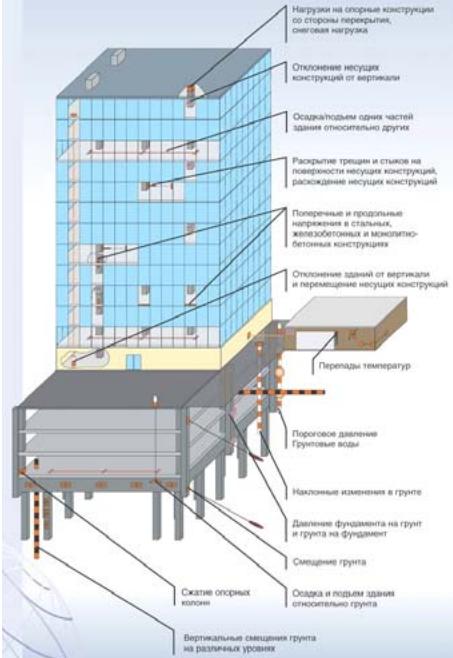 Нагрузки на опорные конструкции
со стороны перекрытия,
снеговая нагрузка
Отклонение несущих
конструкций от вертикали
Осадка/подъем одних частей
здания относительно других
Раскрытие трещин и стыков на
поверхности несущих конструкций,
расхождение несущих конструкций
Поперечные и продольные
напряжения в стальных,
железобетонных и монолитно-
бетонных конструкциях
Отклонение зданий от вертикали
и перемещение несущих конструкций
Перепады температур
Пороговое давление
Грунтовые воды
Наклонные изменения в грунте
Давление фундамента на грунт
и грунта на фундамент
Смещение грунта
Осадка и подъем здания
относительно грунта
Сжатие опорных
колонн
Вертикальные смещения грунта
на различных уровнях